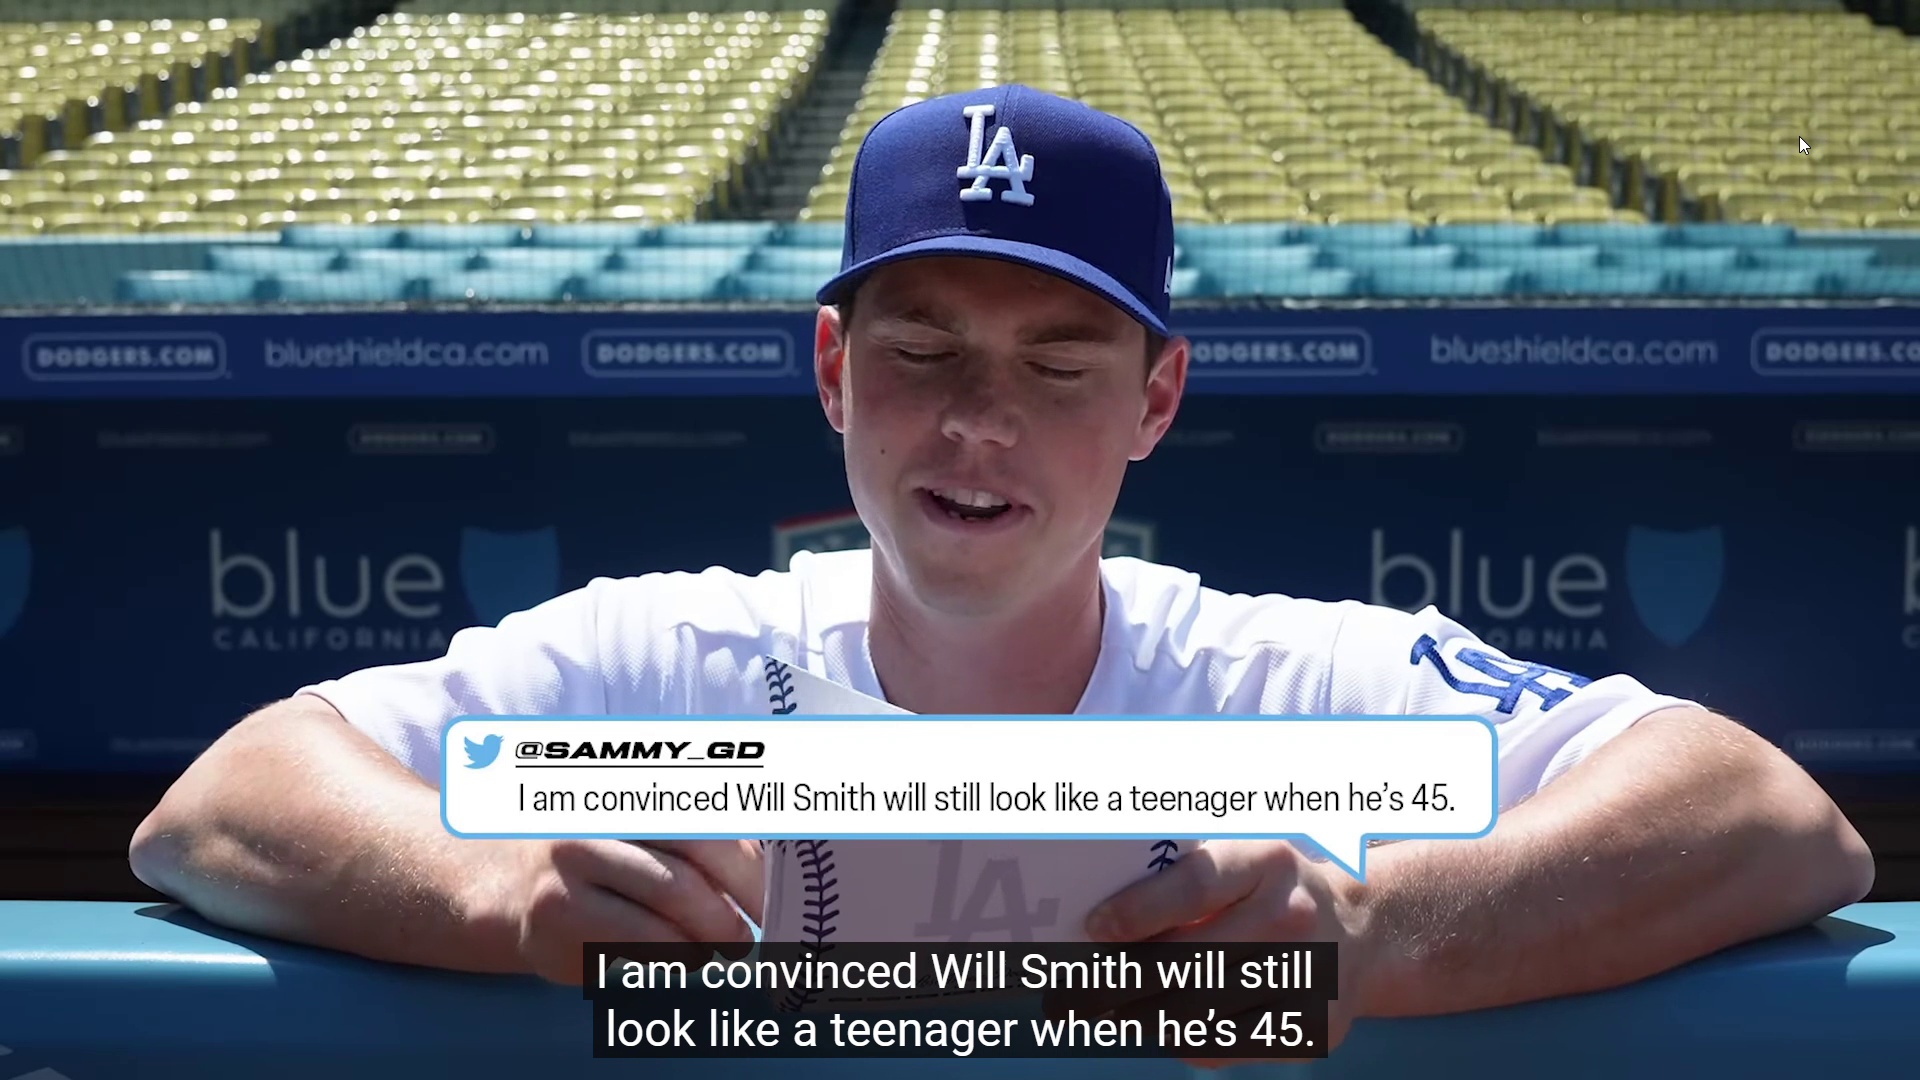 LA
DODGERS.COM blueshieldca.com DODGERS.COM DODGERS.COM blueshieldca.com DODGERS.CO
blue blue
CALIFORNIA ORNIA
LA
@SAMMY_GD
I am convinced Will Smith will still look like a teenager when he's 45.
LA
I am convinced Will Smith will still
look like a teenager when he's 45.